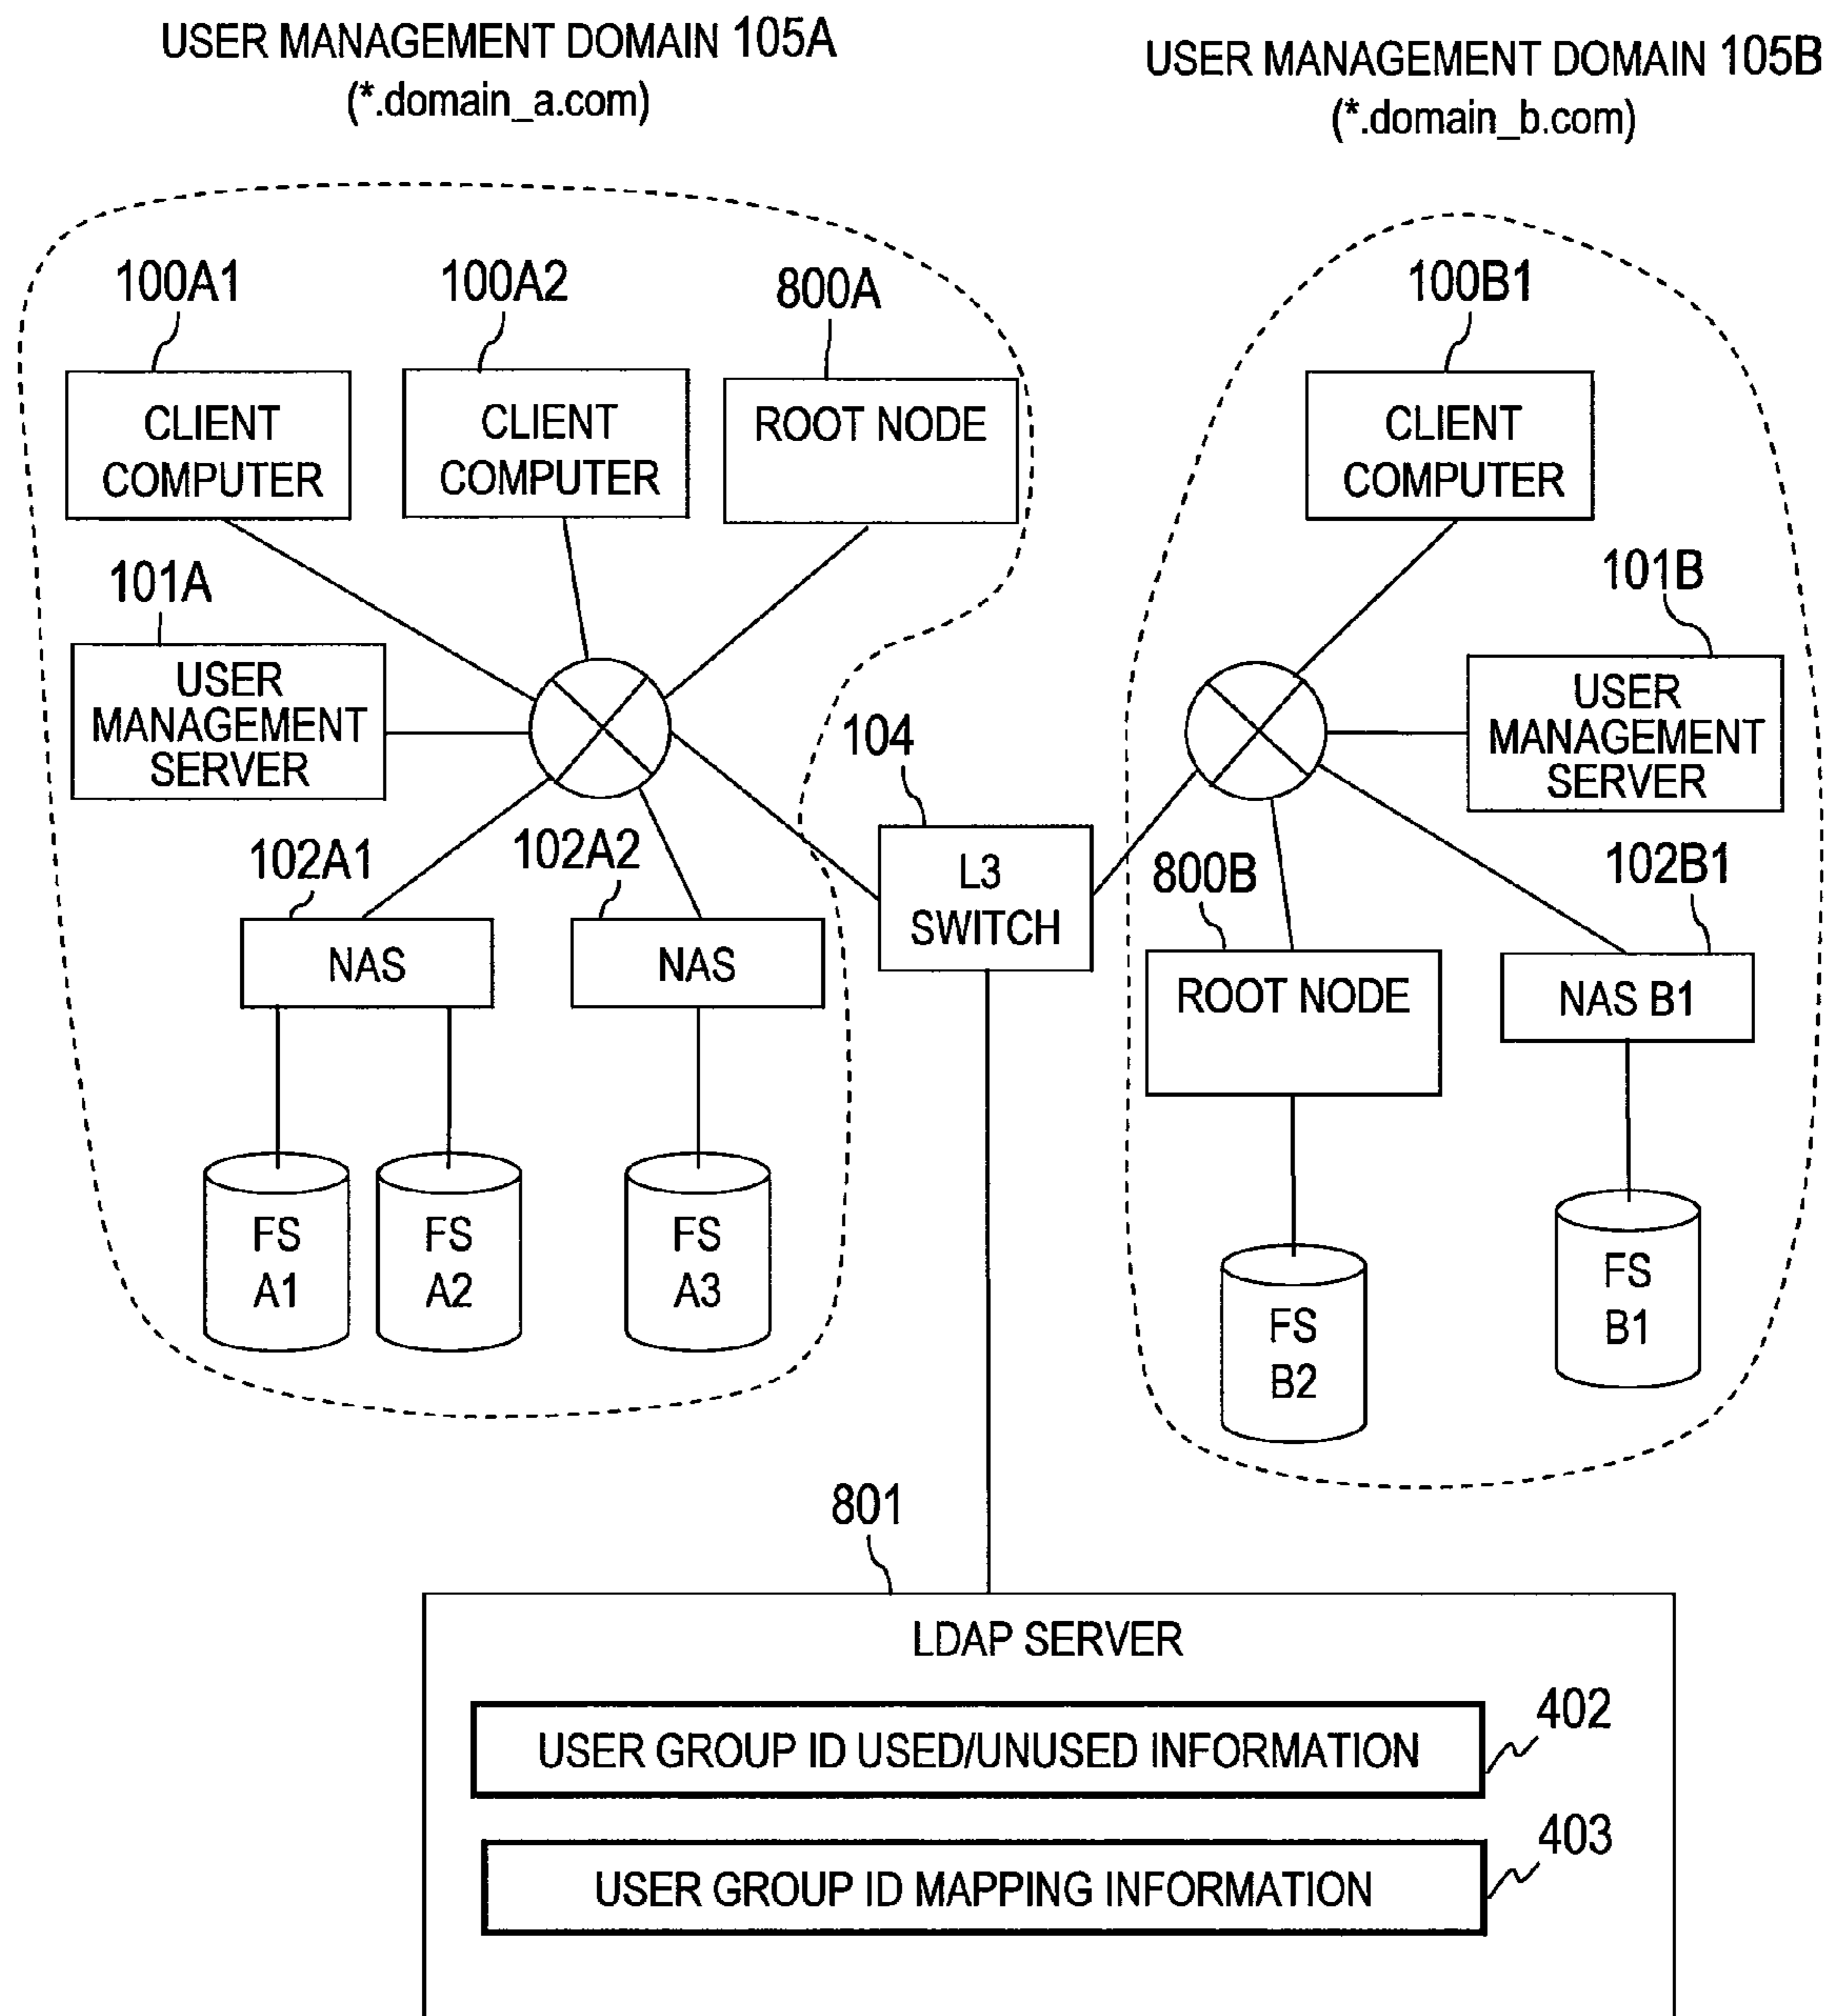 USER MANAGEMENT DOMAIN 105A
(*.domain_a.com)
USER MANAGEMENT DOMAIN 105B
(*.domain_b.com)
100A1
100A2
800A
100B1
CLIENT
COMPUTER
CLIENT
COMPUTER
ROOT NODE
CLIENT
COMPUTER
101A
101B
USER
MANAGEMENT
SERVER
USER
MANAGEMENT
SERVER
104
102A1
102A2
L3
SWITCH
800B
102B1
NAS
NAS
ROOT NODE
NAS B1
FS
A1
FS
A2
FS
A3
FS
B2
FS
B1
801
LDAP SERVER
402
USER GROUP ID USED/UNUSED INFORMATION
403
USER GROUP ID MAPPING INFORMATION